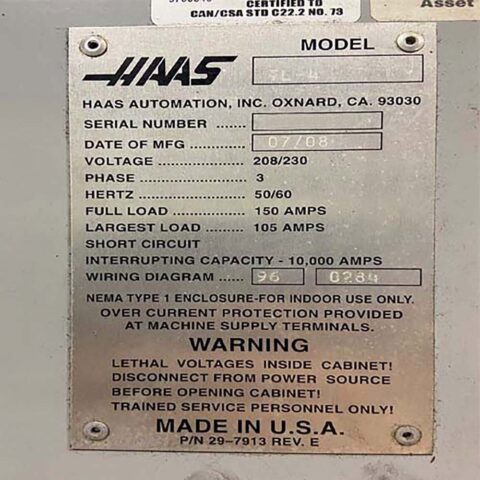 CERTIFIED TO
CAN/CSA STD C22.2 NO. 73
Asset
MODEL
HAAS
SL-4
HAAS AUTOMATION, INC. OXNARD, CA. 93030
SERIAL NUMBER ......
DATE OF MFG ........... 07/08
VOLTAGE ................... 208/230
PHASE ........................ 3
HERTZ ........................ 50/60
FULL LOAD ................. 150 AMPS
LARGEST LOAD .......... 105 AMPS
SHORT CIRCUIT
INTERRUPTING CAPACITY - 10,000 AMPS
WIRING DIAGRAM ...... 96 0284
NEMA TYPE 1 ENCLOSURE-FOR INDOOR USE ONLY.
OVER CURRENT PROTECTION PROVIDED
AT MACHINE SUPPLY TERMINALS.
WARNING
LETHAL VOLTAGES INSIDE CABINET!
DISCONNECT FROM POWER SOURCE
BEFORE OPENING CABINET!
TRAINED SERVICE PERSONNEL ONLY!
MADE IN U.S.A.
P/N 29-7913 REV. E